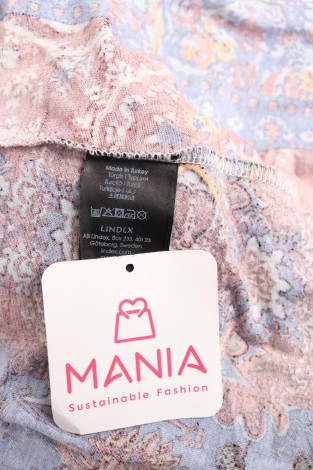 Made in Turkey
LINDEX
AB Lindex, Box 233, 401 23
Göteborg, Sweden,
lindex.com
MANIA
Sustainable Fashion